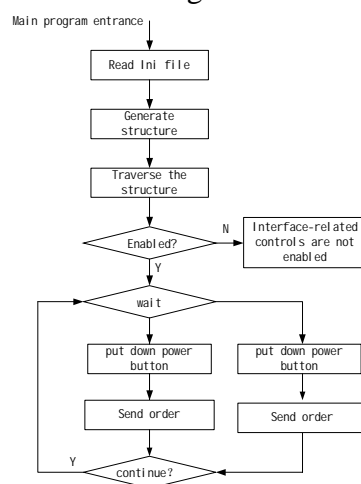 Main program entrance
Read Ini file
Generate
structure
Traverse the
structure
Enabled?
N
Interface-related
controls are not
enabled
Y
wait
put down power
button
put down power
button
Send order
Send order
Y
continue?